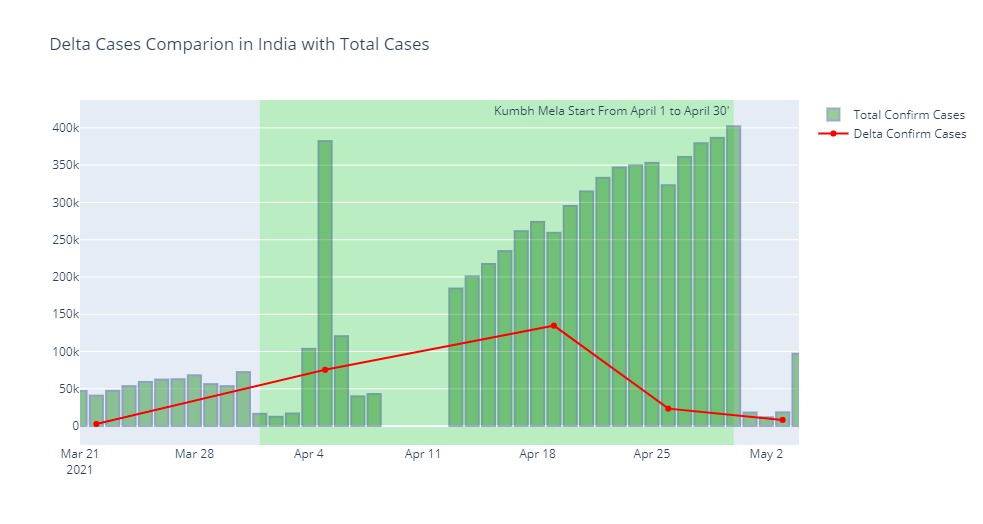 Delta Cases Comparion in India with Total Cases
Kumbh Mela Start From April 1 to April 30'
Total Confirm Cases
Delta Confirm Cases
400k
350k
300k
250k
200k
150k
100k
50k
0
Mar 21
2021
Mar 28
Apr 4
Apr 11
Apr 18
Apr 25
May 2